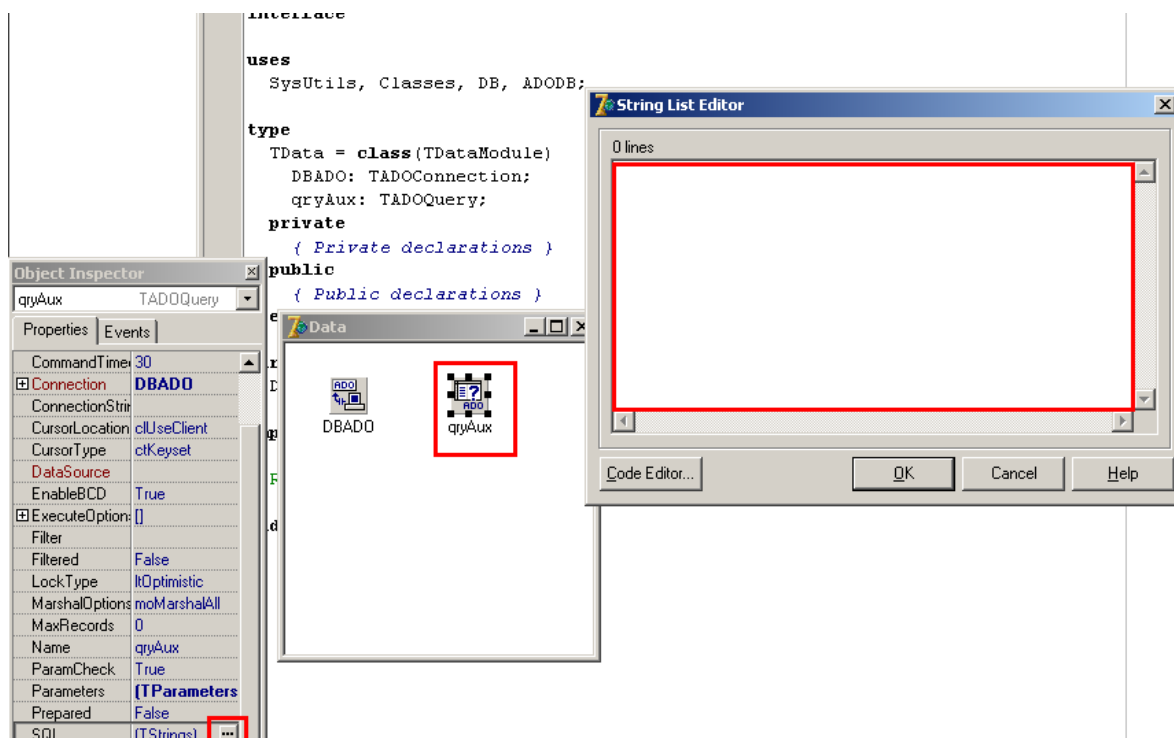 interface
uses
SysUtils, Classes, DB, ADODB;
type
TData = class(TDataModule)
DBADO: TADOConnection;
qryAux: TADOQuery;
private
{ Private declarations }
public
{ Public declarations }
Object Inspector
qryAux TADOQuery
Properties Events
CommandTime 30
Connection DBADO
ConnectionStrin
CursorLocation clUseClient
CursorType ctKeyset
DataSource
EnableBCD True
ExecuteOption []
Filter
Filtered False
LockType ltOptimistic
MarshalOptions moMarshalAll
MaxRecords 0
Name qryAux
ParamCheck True
Parameters (TParameters
Prepared False
SQL (TStrings) ...
Data
DBADO
qryAux
String List Editor
0 lines
Code Editor...
OK
Cancel
Help